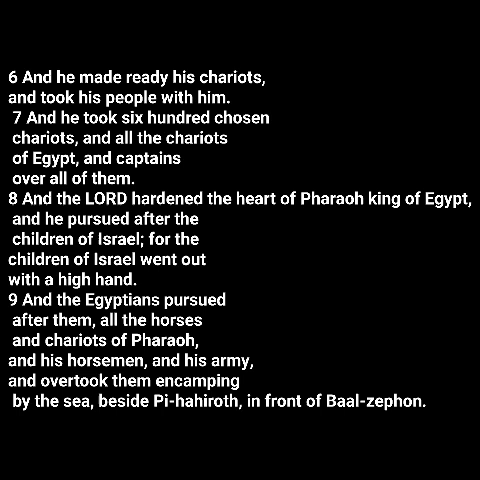 6 And he made ready his chariots,
and took his people with him.
7 And he took six hundred chosen
chariots, and all the chariots
of Egypt, and captains
over all of them.
8 And the LORD hardened the heart of Pharaoh king of Egypt,
and he pursued after the
children of Israel; for the
children of Israel went out
with a high hand.
9 And the Egyptians pursued
after them, all the horses
and chariots of Pharaoh,
and his horsemen, and his army,
and overtook them encamping
by the sea, beside Pi-hahiroth, in front of Baal-zephon.